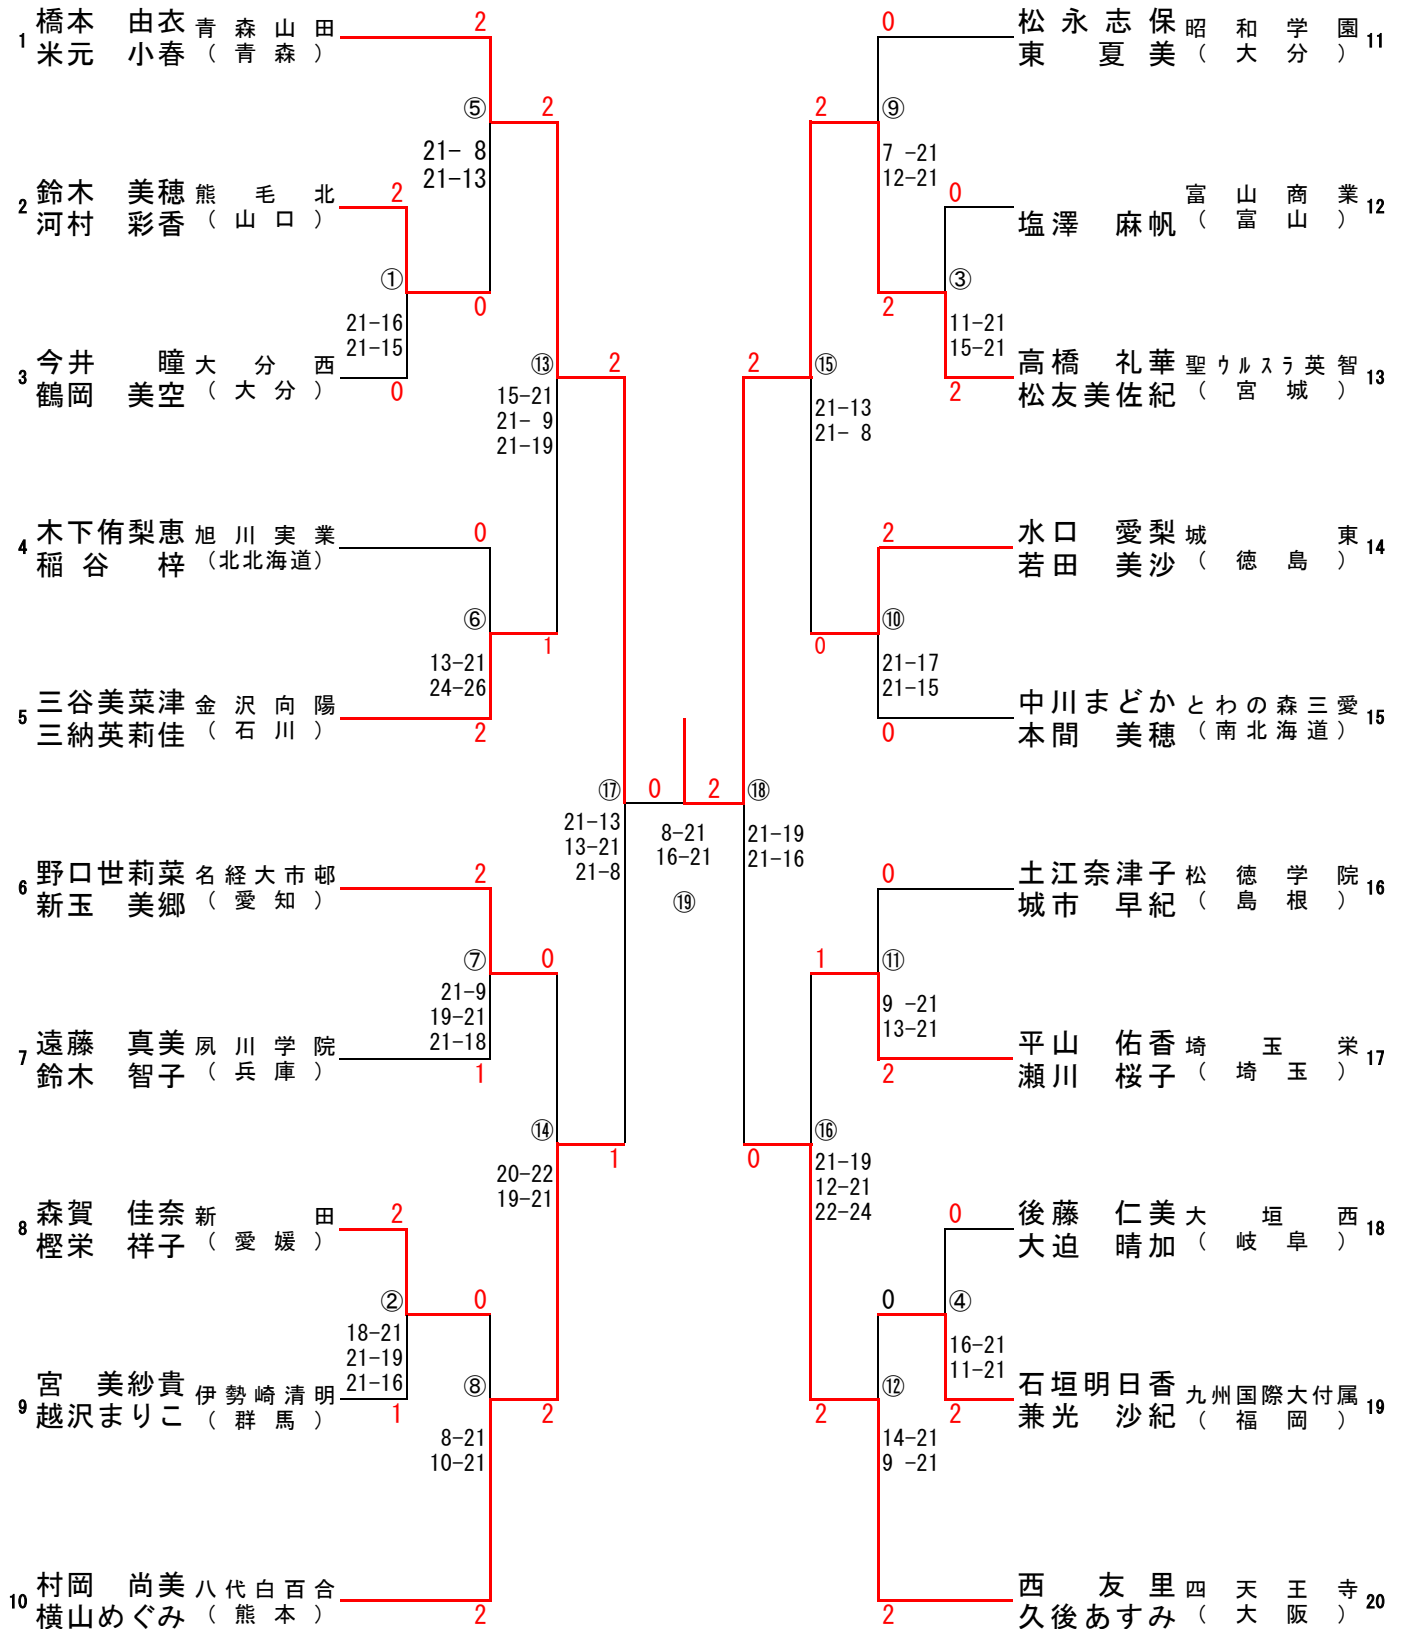 1 橋本 由衣 青森山田
米元 小春 (青森)
2
⑤
2
21- 8
21-13
2 鈴木 美穂 熊毛北
河村 彩香 (山口)
2
①
0
21-16
21-15
3 今井 瞳 大分西
鶴岡 美空 (大分)
0
⑬
2
15-21
21- 9
21-19
4 木下侑梨恵 旭川実業
稲谷 梓 (北北海道)
0
⑥
1
13-21
24-26
5 三谷美菜津 金沢向陽
三納英莉佳 (石川)
2
⑰
0
21-13
13-21
21-8
6 野口世莉菜 名経大市邨
新玉 美郷 (愛知)
2
⑦
0
21-9
19-21
21-18
7 遠藤 真美 夙川学院
鈴木 智子 (兵庫)
1
⑭
1
20-22
19-21
8 森賀 佳奈 新田
樫栄 祥子 (愛媛)
2
②
0
18-21
21-19
21-16
9 宮 美紗貴 伊勢崎清明
越沢まりこ (群馬)
1
⑧
2
8-21
10-21
10 村岡 尚美 八代白百合
横山めぐみ (熊本)
2
8-21
16-21
⑲
0
松永志保 昭和学園 11
東 夏美 (大分)
2
⑨
7 -21
12-21
0
富山商業 12
塩澤 麻帆 (富山)
2
③
11-21
15-21
高橋 礼華 聖ウルスラ英智 13
松友美佐紀 (宮城)
2
2
⑮
21-13
21- 8
2
水口 愛梨 城東 14
若田 美沙 (徳島)
0
⑩
21-17
21-15
中川まどか とわの森三愛 15
本間 美穂 (南北海道)
0
2
⑱
21-19
21-16
0
土江奈津子 松徳学院 16
城市 早紀 (島根)
1
⑪
9 -21
13-21
平山 佑香 埼玉栄 17
瀬川 桜子 (埼玉)
2
0
⑯
21-19
12-21
22-24
0
後藤 仁美 大垣西 18
大迫 晴加 (岐阜)
0
④
16-21
11-21
石垣明日香 九州国際大付属 19
兼光 沙紀 (福岡)
2
2
⑫
14-21
9 -21
西 友里 四天王寺 20
久後あすみ (大阪)
2